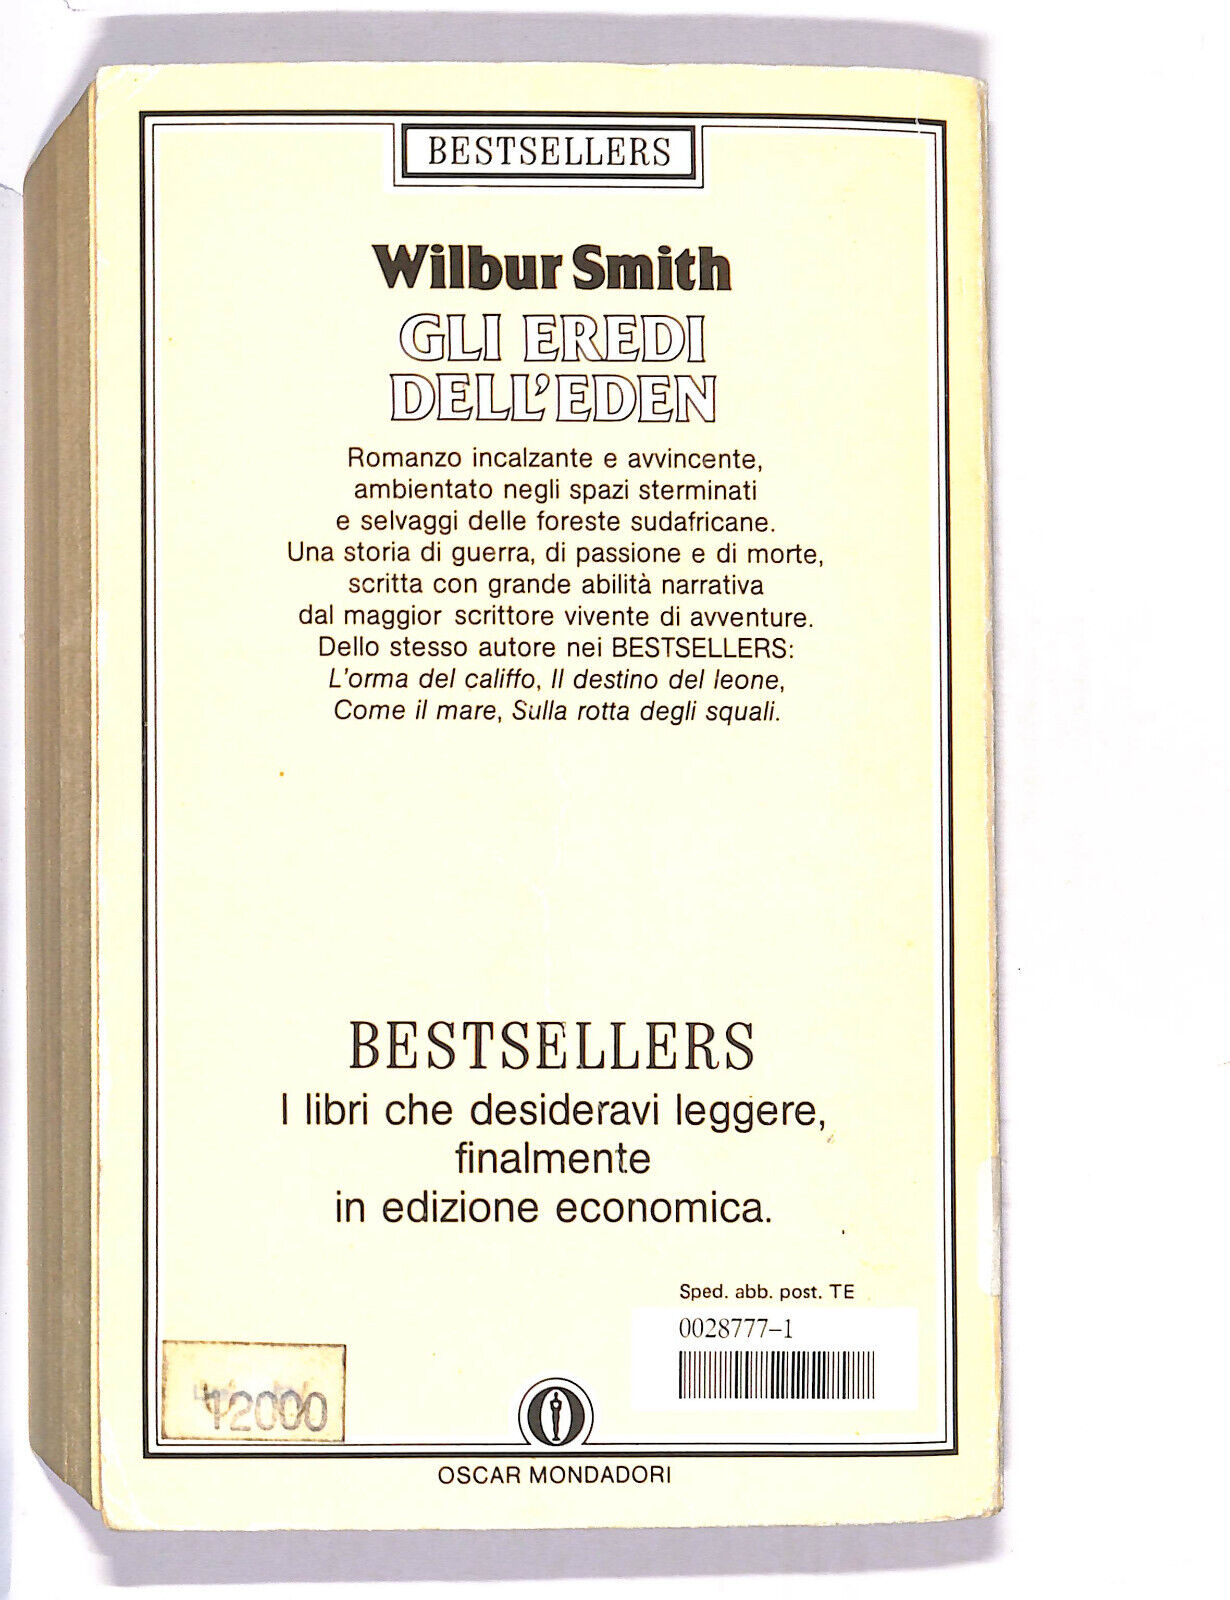 BESTSELLERS
Wilbur Smith
GLI EREDI
DELL'EDEN
Romanzo incalzante e avvincente,
ambientato negli spazi sterminati
e selvaggi delle foreste sudafricane.
Una storia di guerra, di passione e di morte,
scritta con grande abilità narrativa
dal maggior scrittore vivente di avventure.
Dello stesso autore nei BESTSELLERS:
L'orma del califfo, Il destino del leone,
Come il mare, Sulla rotta degli squali.
BESTSELLERS
I libri che desideravi leggere,
finalmente
in edizione economica.
Sped. abb. post. TE
0028777-1
12000
OSCAR MONDADORI